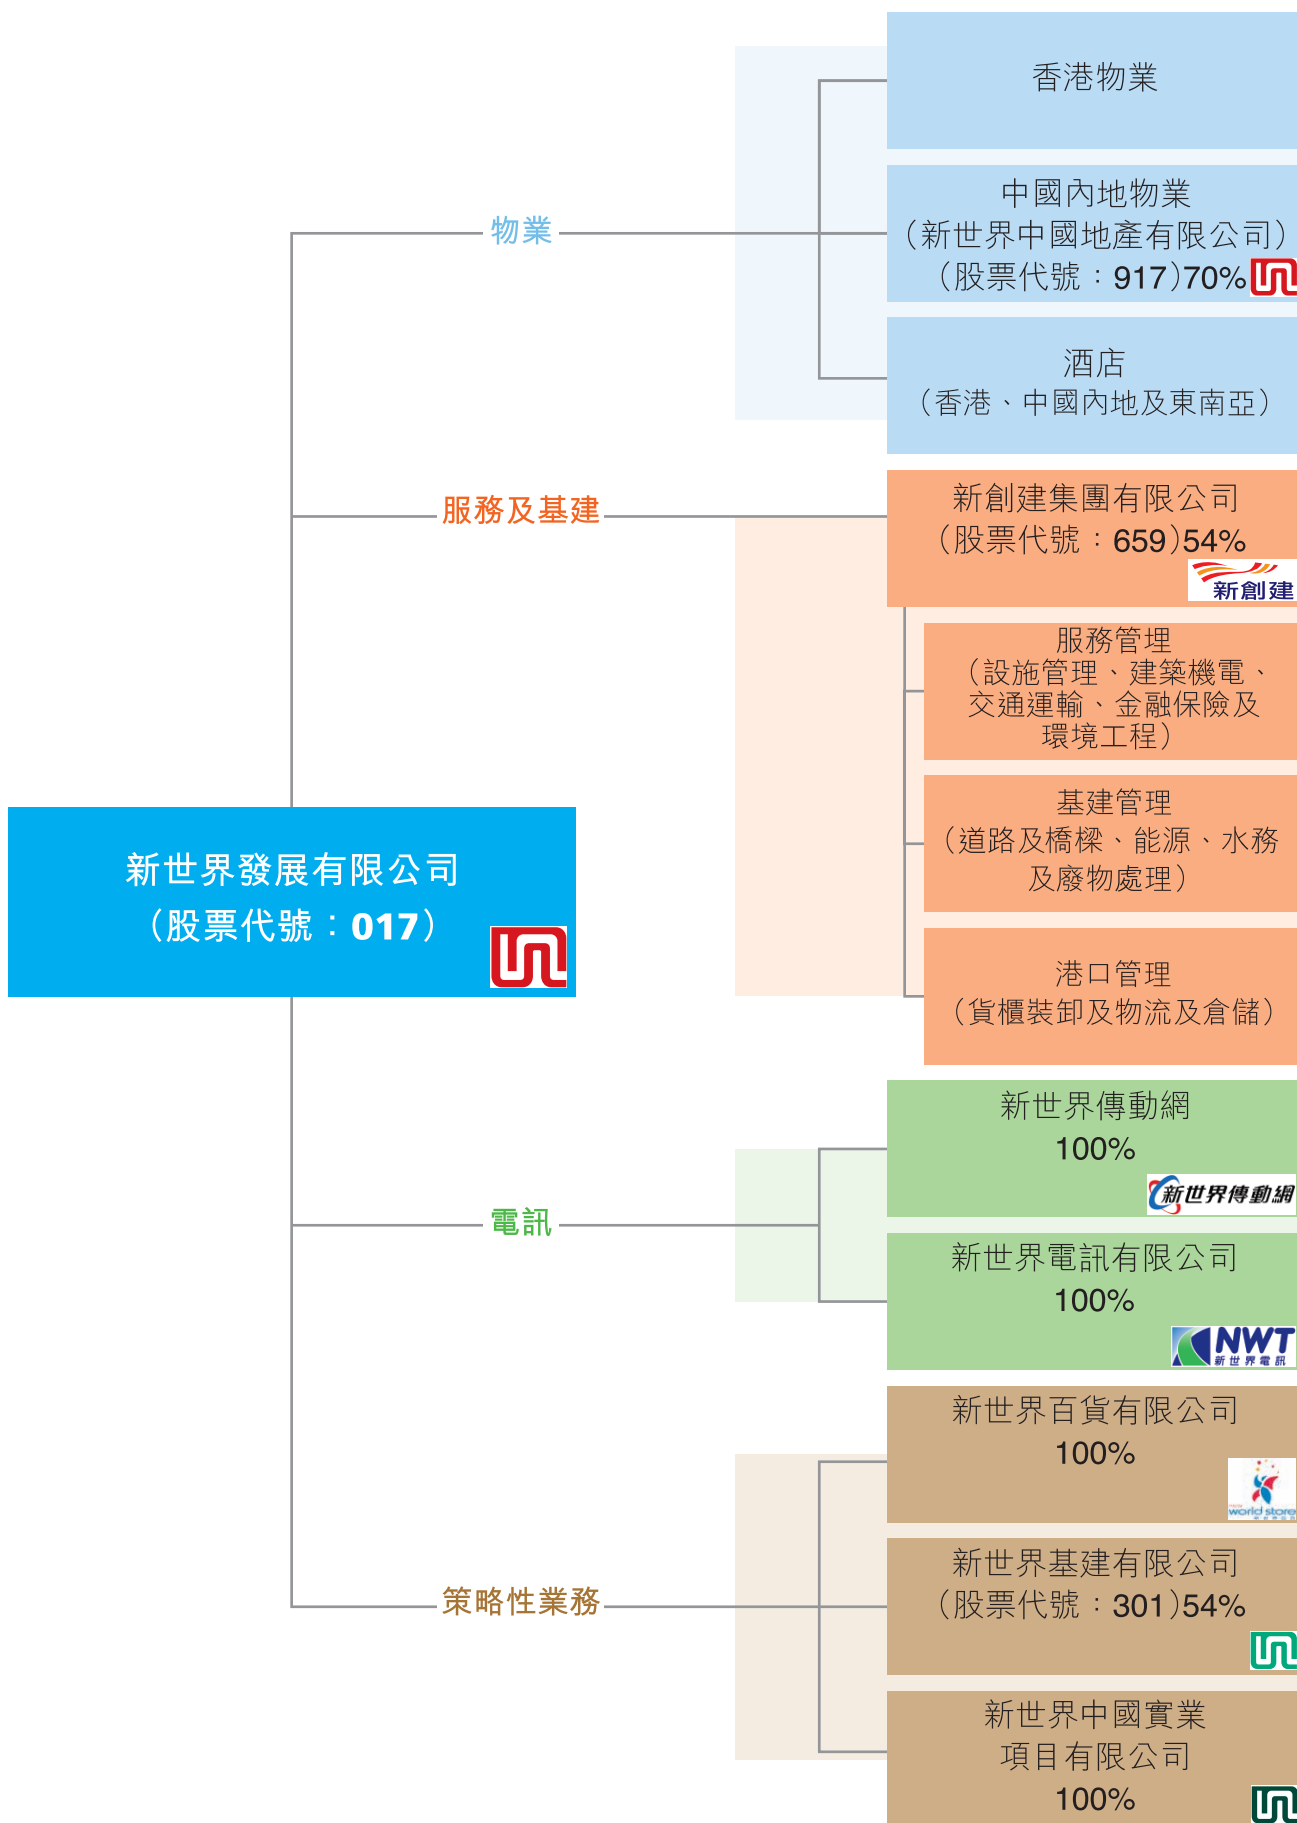 香港物業
物業
中國內地物業
（新世界中國地產有限公司）
（股票代號：917）70%
酒店
（香港、中國內地及東南亞）
服務及基建
新創建集團有限公司
（股票代號：659）54%
新創建
服務管理
（設施管理、建築機電、
交通運輸、金融保險及
環境工程）
基建管理
（道路及橋樑、能源、水務
及廢物處理）
港口管理
（貨櫃裝卸及物流及倉儲）
新世界發展有限公司
（股票代號：017）
電訊
新世界傳動網
100%
新世界傳動網
新世界電訊有限公司
100%
NWT
新世界電訊
策略性業務
新世界百貨有限公司
100%
world store
新世界基建有限公司
（股票代號：301）54%
新世界中國實業
項目有限公司
100%